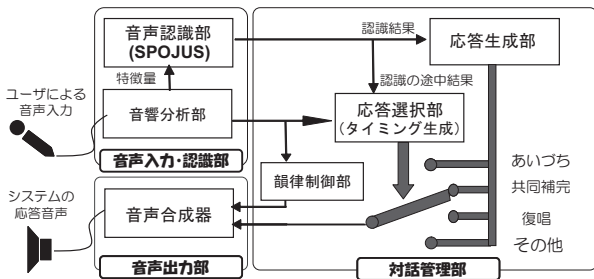 音声認識部
(SPOJUS)
認識結果
応答生成部
特徴量
認識の途中結果
ユーザによる
音声入力
音響分析部
応答選択部
(タイミング生成)
音声入力・認識部
あいづち
韻律制御部
共同補完
システムの
応答音声
音声合成器
復唱
その他
音声出力部
対話管理部